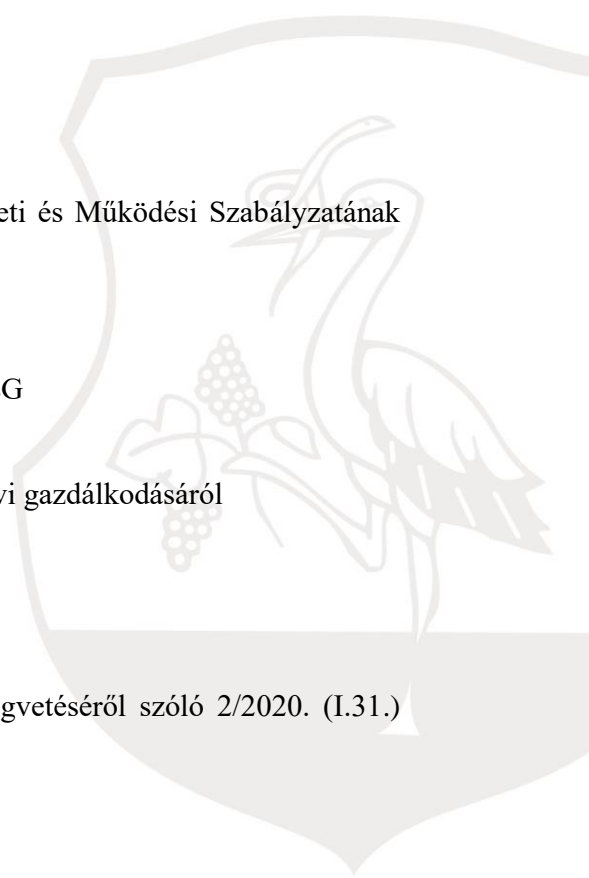 eti és Működési Szabályzatának
G
vi gazdálkodásáról
gvetéséről szóló 2/2020. (I.31.)